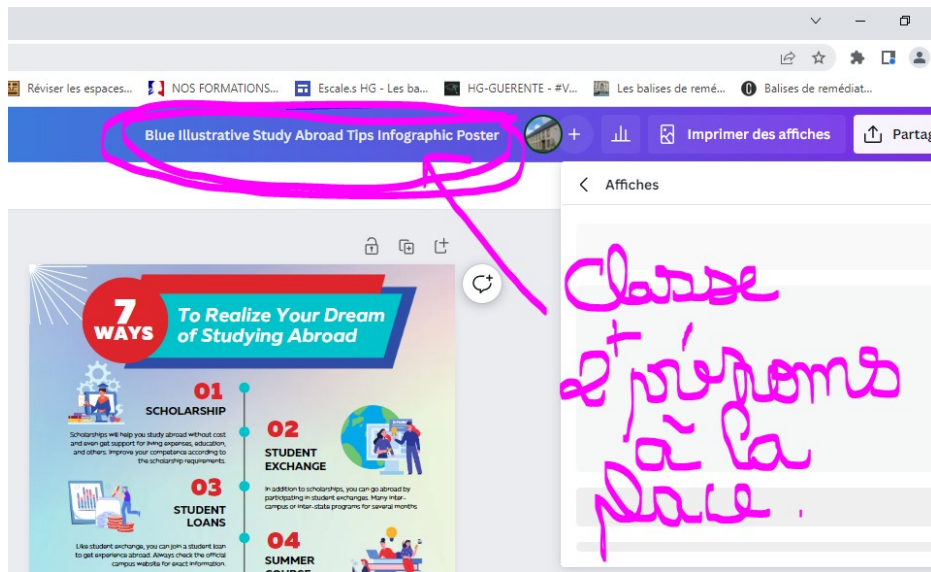 Réviser les espaces... NOS FORMATIONS... Escale.s HG - Les ba... HG-GUERENTE - #V... Les balises de remé... Balises de remédiat...
Blue Illustrative Study Abroad Tips Infographic Poster + Imprimer des affiches Partag
Affiches
7
WAYS
To Realize Your Dream
of Studying Abroad
01
SCHOLARSHIP
Scholarships will help you study abroad without cost
and even get support for living expenses, education,
and others. Improve your competence according to
the scholarship requirements.
02
STUDENT
EXCHANGE
In addition to scholarships, you can go abroad by
participating in student exchanges. Many inter-
campus or inter-state programs for several months
03
STUDENT
LOANS
Like student exchange, you can join a student loan
to get experience abroad. Always check the official
campus website for exact information.
04
SUMMER
COURSE
Classe
et prénoms
à la
place.